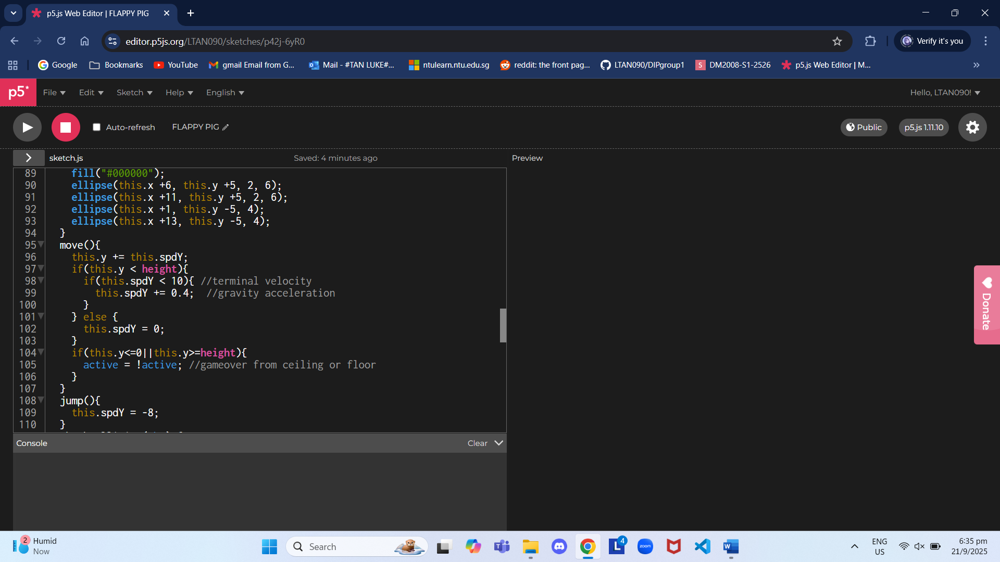 p5.js Web Editor | FLAPPY PIG
editor.p5js.org/LTAN090/sketches/p42j-6yR0
Verify it's you
Google
Bookmarks
YouTube
gmail Email from G...
Mail - #TAN LUKE#...
ntulearn.ntu.edu.sg
reddit: the front pag...
LTAN090/DIPgroup1
S
DM2008-S1-2526
p5.js Web Editor | M...
p5*
File
Edit
Sketch
Help
English
Hello, LTAN090!
Auto-refresh
FLAPPY PIG
Public
p5.js 1.11.10
sketch.js
Saved: 4 minutes ago
Preview
89 fill("#000000");
90 ellipse(this.x +6, this.y +5, 2, 6);
91 ellipse(this.x +11, this.y +5, 2, 6);
92 ellipse(this.x +1, this.y -5, 4);
93 ellipse(this.x +13, this.y -5, 4);
94 }
95 move(){
96 this.y += this.spdY;
97 if(this.y < height){
98 if(this.spdY < 10){ //terminal velocity
99 this.spdY += 0.4;  //gravity acceleration
100 }
101 } else {
102 this.spdY = 0;
103 }
104 if(this.y<=0||this.y>=height){
105 active = !active; //gameover from ceiling or floor
106 }
107 }
108 jump(){
109 this.spdY = -8;
110 }
Donate
Console
Clear
2
Humid
Now
Search
T
L
4
zoom
W
ENG
US
6:35 pm
21/9/2025